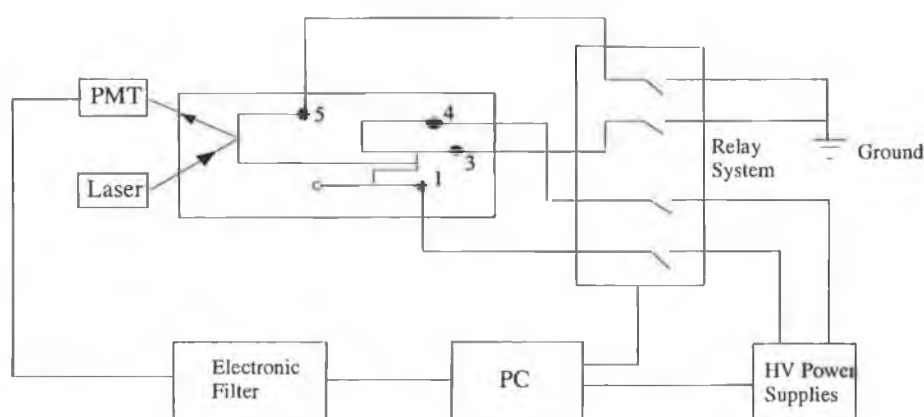 PMT
5
4
3
Laser
1
Relay
System
Ground
Electronic
Filter
PC
HV Power
Supplies